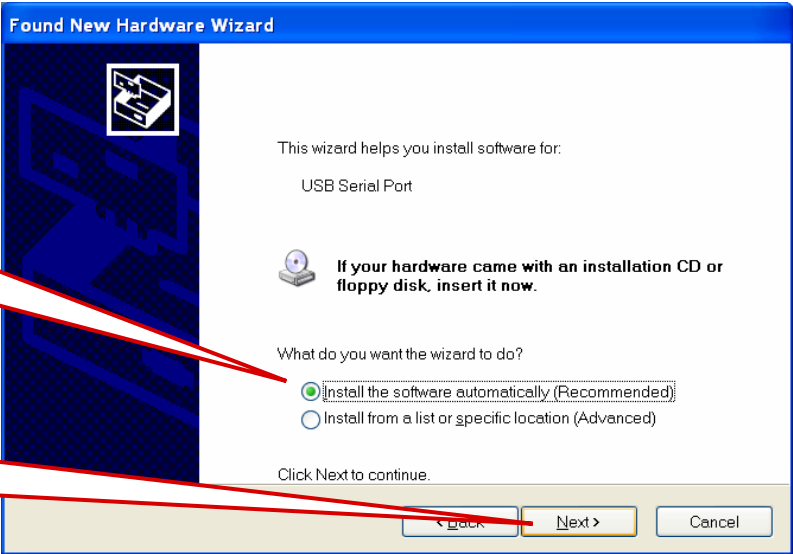 Found New Hardware Wizard
This wizard helps you install software for:
USB Serial Port
If your hardware came with an installation CD or
floppy disk, insert it now.
What do you want the wizard to do?
Install the software automatically (Recommended)
Install from a list or specific location (Advanced)
Click Next to continue.
< Back
Next >
Cancel